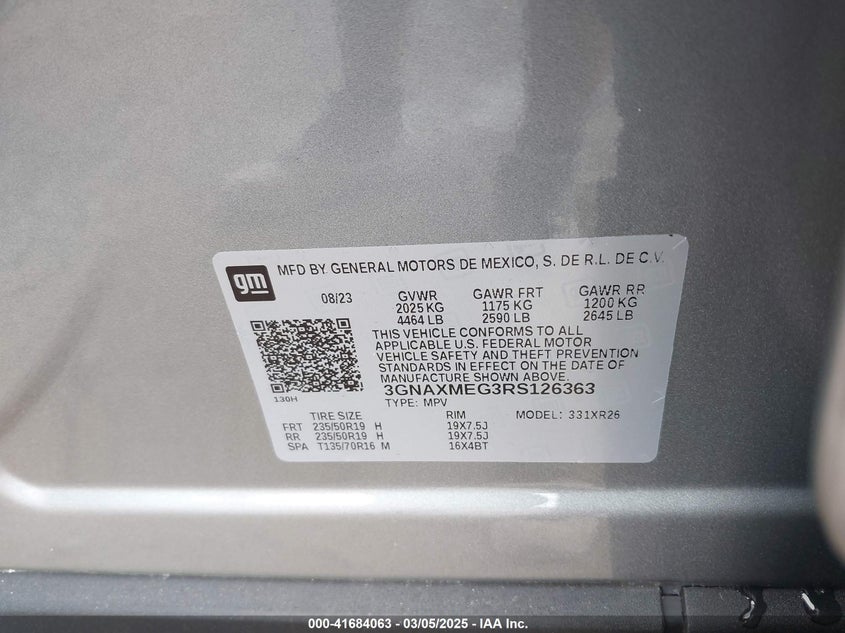 gm
MFD BY GENERAL MOTORS DE MEXICO, S. DE R.L. DE C.V.
08/23 GVWR GAWR FRT GAWR RR
2025 KG 1175 KG 1200 KG
4464 LB 2590 LB 2645 LB
THIS VEHICLE CONFORMS TO ALL
APPLICABLE U.S. FEDERAL MOTOR
VEHICLE SAFETY AND THEFT PREVENTION
STANDARDS IN EFFECT ON THE DATE OF
MANUFACTURE SHOWN ABOVE.
130H
3GNAXMEG3RS126363
TYPE: MPV
TIRE SIZE RIM MODEL: 331XR26
FRT 235/50R19 H 19X7.5J
RR 235/50R19 H 19X7.5J
SPA T135/70R16 M 16X4BT
000-41684063 - 03/05/2025 - IAA Inc.